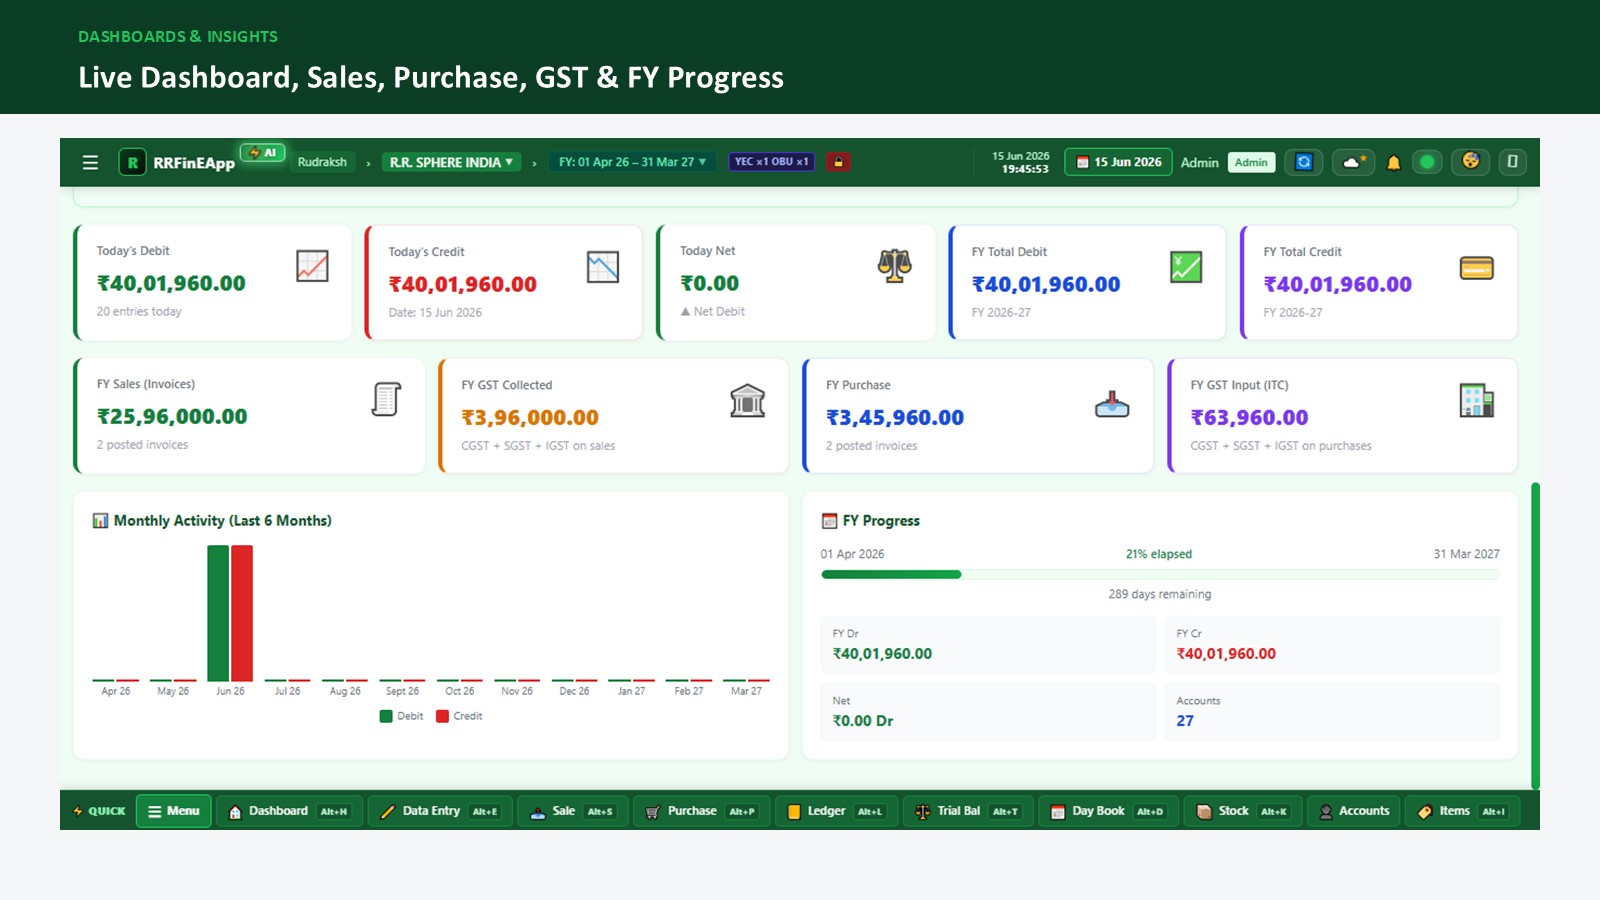 DASHBOARDS & INSIGHTS
Live Dashboard, Sales, Purchase, GST & FY Progress
☰ R RRFinEApp ⚡ AI Rudraksh › R.R. SPHERE INDIA ▼ › FY: 01 Apr 26 – 31 Mar 27 ▼ YEC x1 OBU x1 15 Jun 2026 19:45:53 15 Jun 2026 Admin Admin
Today's Debit
₹40,01,960.00
20 entries today
Today's Credit
₹40,01,960.00
Date: 15 Jun 2026
Today Net
₹0.00
▲ Net Debit
FY Total Debit
₹40,01,960.00
FY 2026-27
FY Total Credit
₹40,01,960.00
FY 2026-27
FY Sales (Invoices)
₹25,96,000.00
2 posted invoices
FY GST Collected
₹3,96,000.00
CGST + SGST + IGST on sales
FY Purchase
₹3,45,960.00
2 posted invoices
FY GST Input (ITC)
₹63,960.00
CGST + SGST + IGST on purchases
Monthly Activity (Last 6 Months)
Apr 26 May 26 Jun 26 Jul 26 Aug 26 Sept 26 Oct 26 Nov 26 Dec 26 Jan 27 Feb 27 Mar 27
Debit Credit
FY Progress
01 Apr 2026 21% elapsed 31 Mar 2027
289 days remaining
FY Dr
₹40,01,960.00
FY Cr
₹40,01,960.00
Net
₹0.00 Dr
Accounts
27
⚡ QUICK ☰ Menu Dashboard Alt+H Data Entry Alt+E Sale Alt+S Purchase Alt+P Ledger Alt+L Trial Bal Alt+T Day Book Alt+D Stock Alt+K Accounts Items Alt+I